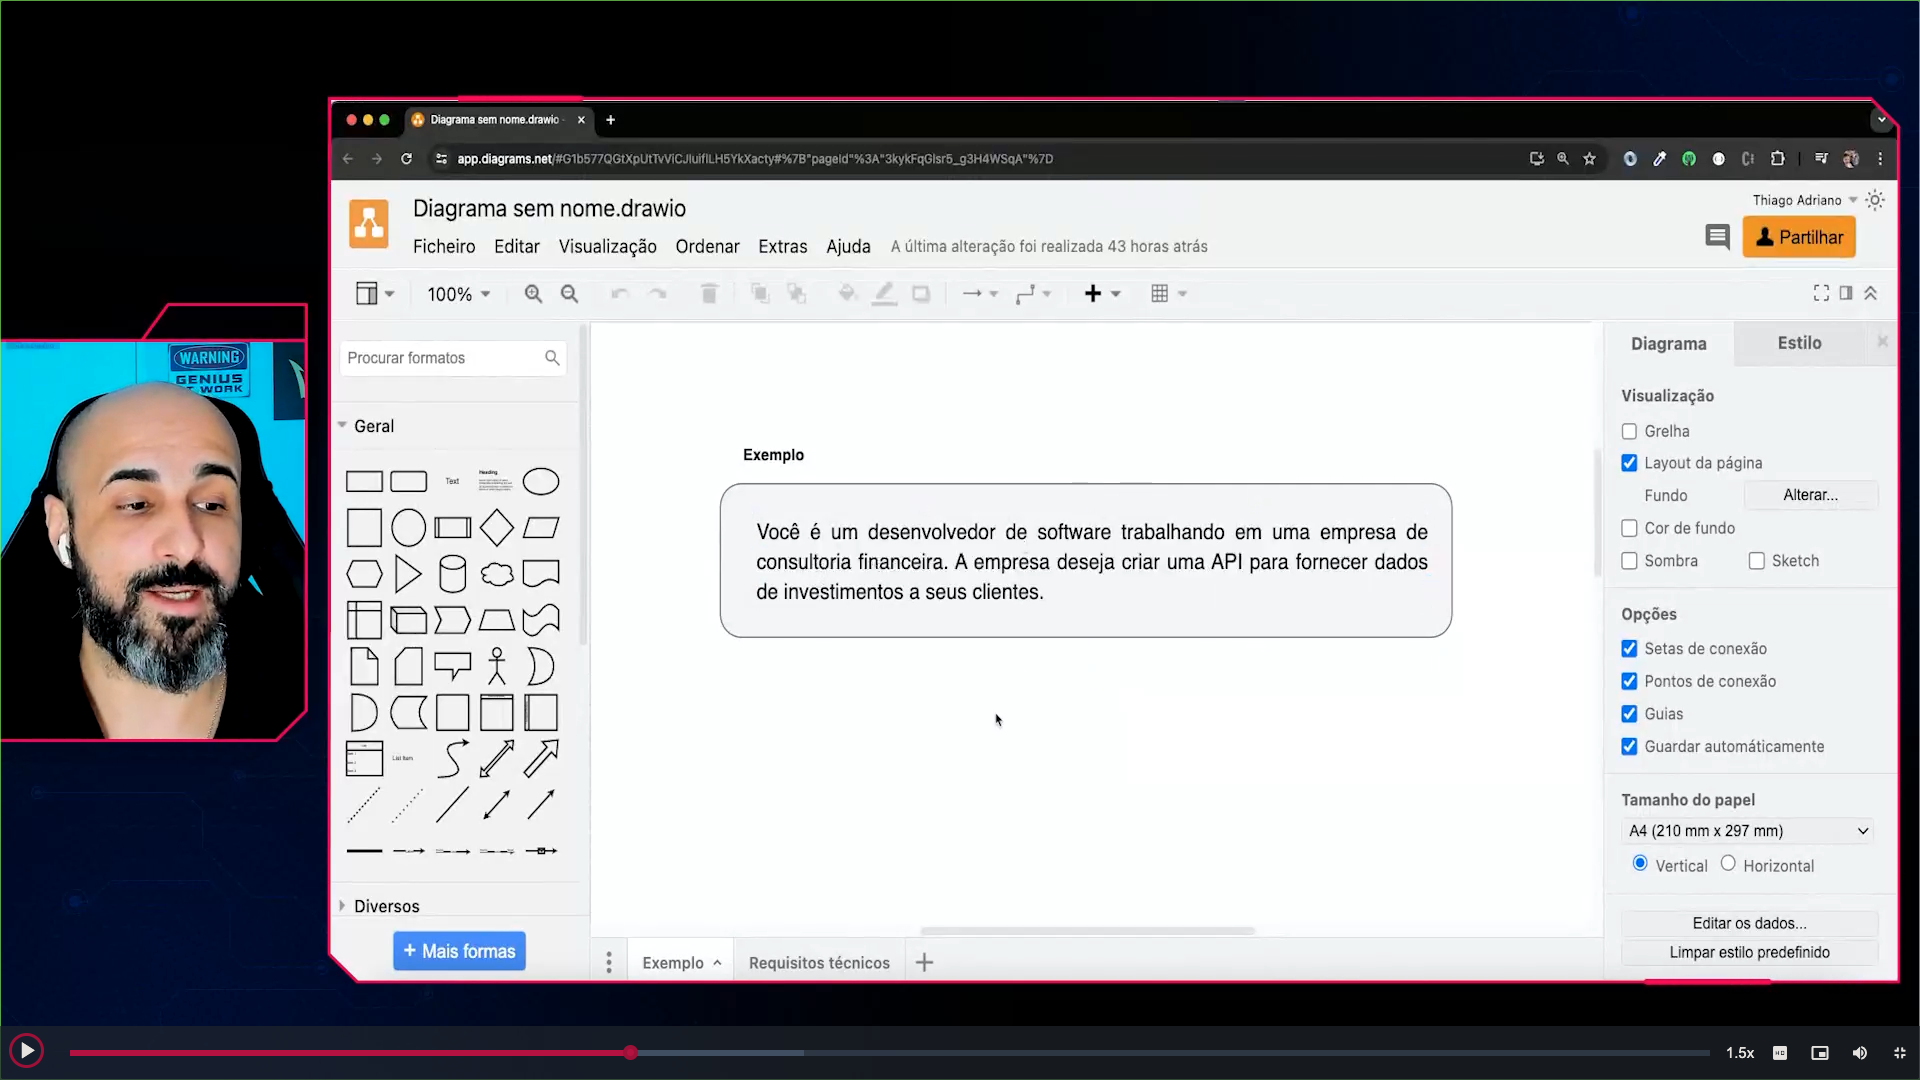 Diagrama sem nome.drawio -
app.diagrams.net/#G1b577QGtXpUtTvViCJluifILH5YkXacty#%7B"pageId"%3A"3kykFqGlsr5_g3H4WSqA"%7D
Diagrama sem nome.drawio
Thiago Adriano
Ficheiro Editar Visualização Ordenar Extras Ajuda A última alteração foi realizada 43 horas atrás
Partilhar
100%
WARNING
GENIUS
AT WORK
Procurar formatos
Geral
Text
Heading
List Item
Diversos
+ Mais formas
Exemplo
Você é um desenvolvedor de software trabalhando em uma empresa de
consultoria financeira. A empresa deseja criar uma API para fornecer dados
de investimentos a seus clientes.
Exemplo Requisitos técnicos
Diagrama Estilo
Visualização
Grelha
Layout da página
Fundo Alterar...
Cor de fundo
Sombra Sketch
Opções
Setas de conexão
Pontos de conexão
Guias
Guardar automáticamente
Tamanho do papel
A4 (210 mm x 297 mm)
Vertical Horizontal
Editar os dados...
Limpar estilo predefinido
1.5x
HD